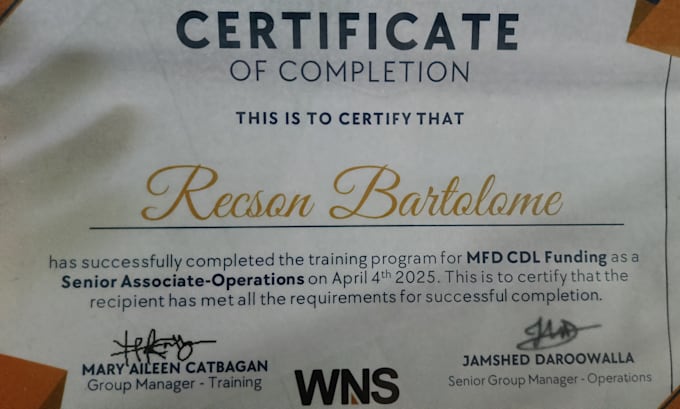 CERTIFICATE
OF COMPLETION
THIS IS TO CERTIFY THAT
Recson Bartolome
has successfully completed the training program for MFD CDL Funding as a
Senior Associate-Operations on April 4th 2025. This is to certify that the
recipient has met all the requirements for successful completion.
MARY AILEEN CATBAGAN
Group Manager - Training
WNS
JAMSHED DAROOWALLA
Senior Group Manager - Operations